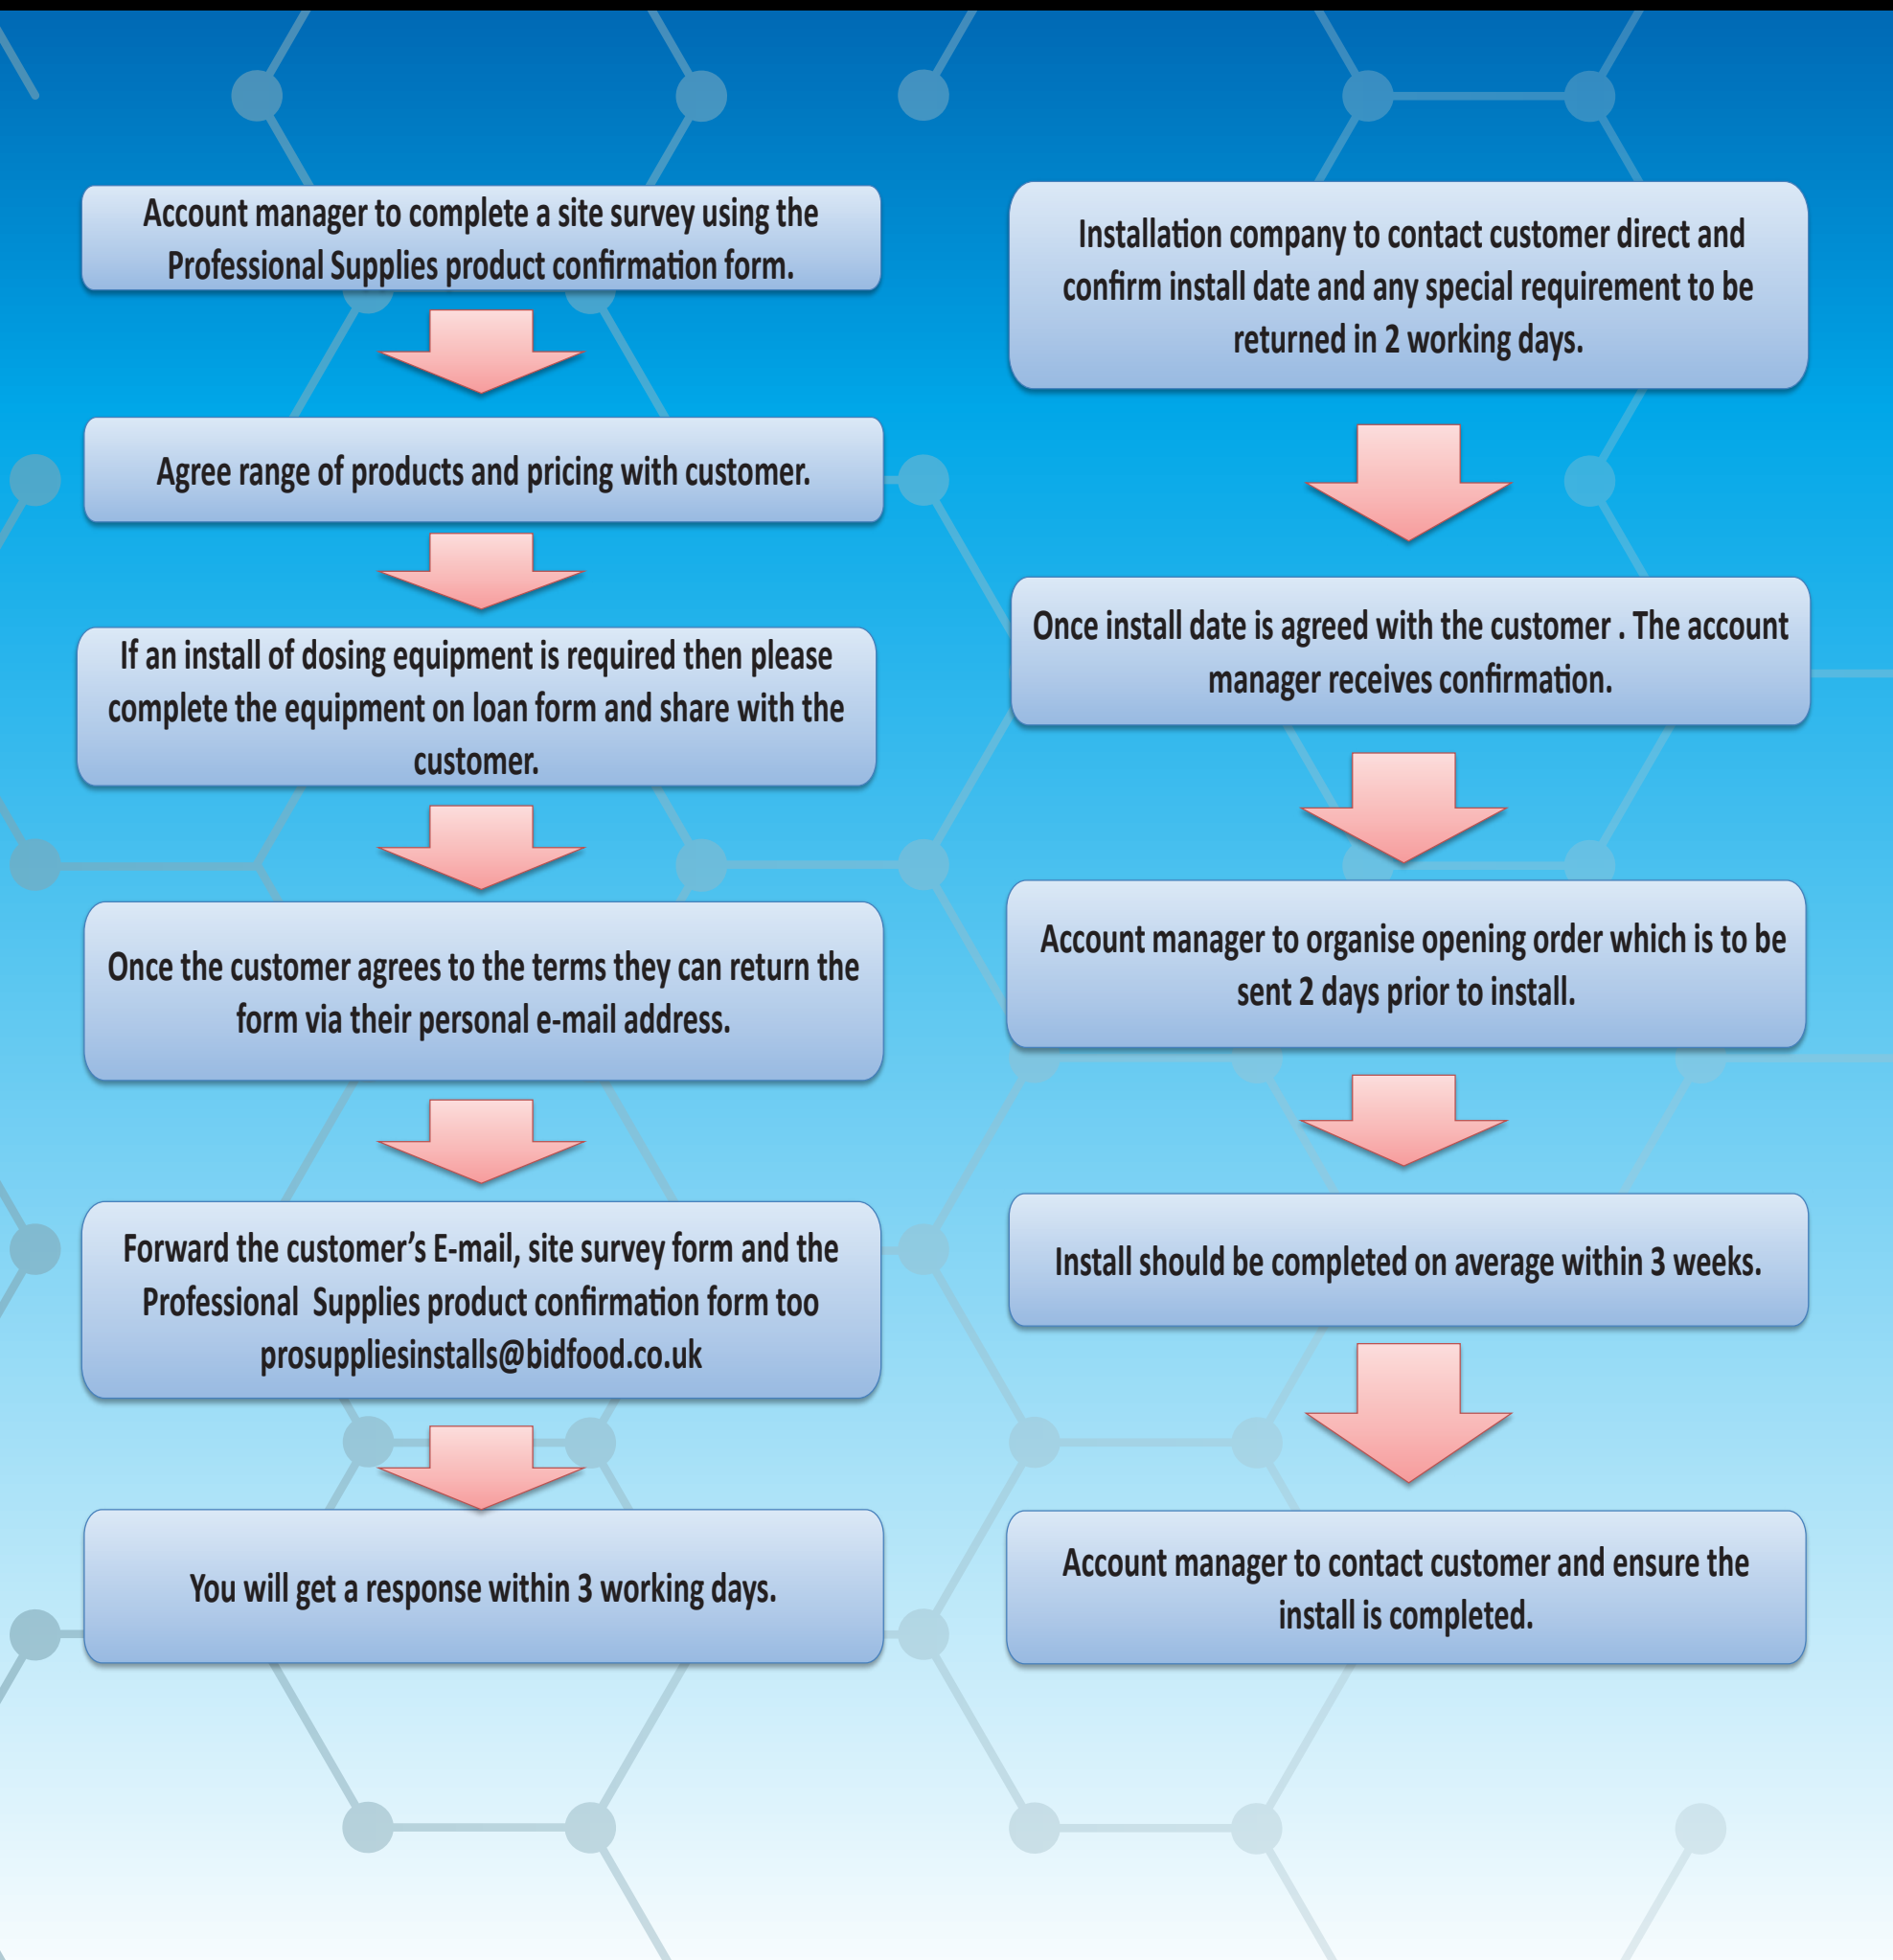 Account manager to complete a site survey using the
Professional Supplies product confirmation form.
Agree range of products and pricing with customer.
If an install of dosing equipment is required then please
complete the equipment on loan form and share with the
customer.
Once the customer agrees to the terms they can return the
form via their personal e-mail address.
Forward the customer’s E-mail, site survey form and the
Professional  Supplies product confirmation form too
prosuppliesinstalls@bidfood.co.uk
You will get a response within 3 working days.
Installation company to contact customer direct and
confirm install date and any special requirement to be
returned in 2 working days.
Once install date is agreed with the customer . The account
manager receives confirmation.
Account manager to organise opening order which is to be
sent 2 days prior to install.
Install should be completed on average within 3 weeks.
Account manager to contact customer and ensure the
install is completed.